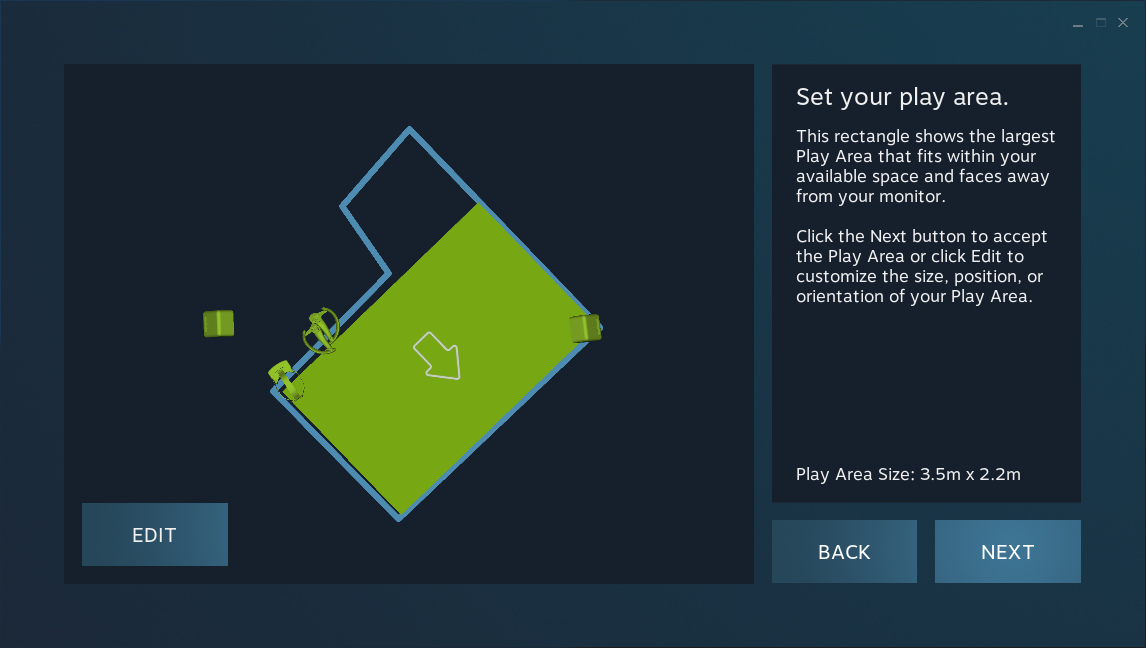 Set your play area.
This rectangle shows the largest
Play Area that fits within your
available space and faces away
from your monitor.
Click the Next button to accept
the Play Area or click Edit to
customize the size, position, or
orientation of your Play Area.
Play Area Size: 3.5m x 2.2m
EDIT
BACK
NEXT